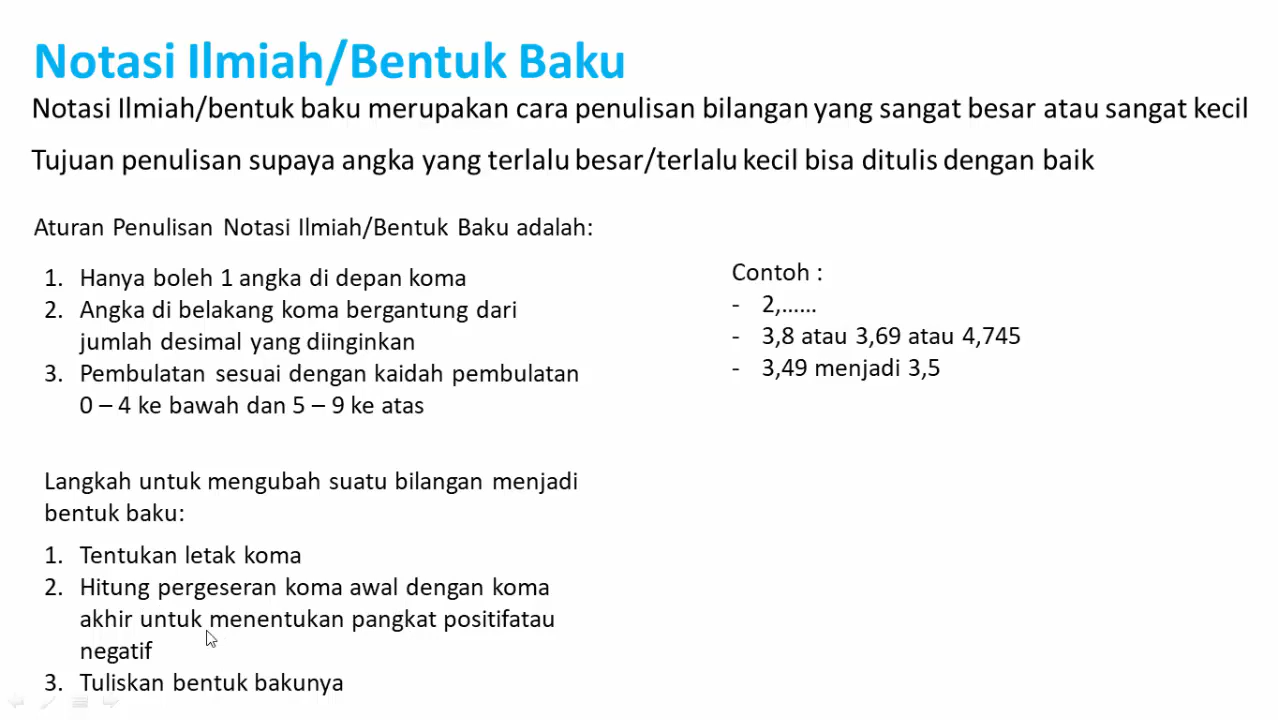 Notasi Ilmiah/Bentuk Baku
Notasi Ilmiah/bentuk baku merupakan cara penulisan bilangan yang sangat besar atau sangat kecil
Tujuan penulisan supaya angka yang terlalu besar/terlalu kecil bisa ditulis dengan baik
Aturan Penulisan Notasi Ilmiah/Bentuk Baku adalah:
1. Hanya boleh 1 angka di depan koma
2. Angka di belakang koma bergantung dari
jumlah desimal yang diinginkan
3. Pembulatan sesuai dengan kaidah pembulatan
0 – 4 ke bawah dan 5 – 9 ke atas
Contoh :
- 2,......
- 3,8 atau 3,69 atau 4,745
- 3,49 menjadi 3,5
Langkah untuk mengubah suatu bilangan menjadi
bentuk baku:
1. Tentukan letak koma
2. Hitung pergeseran koma awal dengan koma
akhir untuk menentukan pangkat positifatau
negatif
3. Tuliskan bentuk bakunya